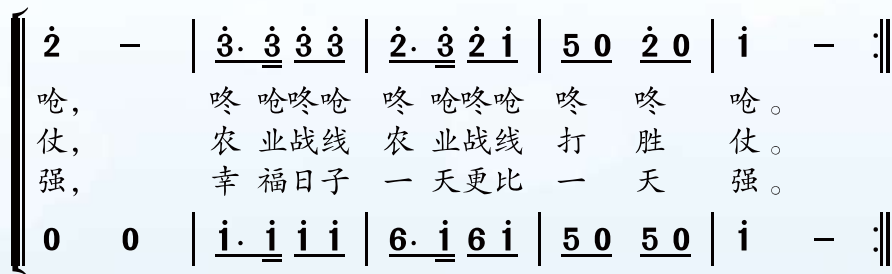 2 – | 3. 3 3 3 | 2. 3 2 1 | 5 0 2 0 | 1 – :||
呛， 咚 呛咚呛 咚 呛咚呛 咚 咚 呛。
仗， 农 业战线 农 业战线 打 胜 仗。
强， 幸 福日子 一 天更比 一 天 强。
0 0 | 1. 1 1 1 | 6. 1 6 1 | 5 0 5 0 | 1 – :||